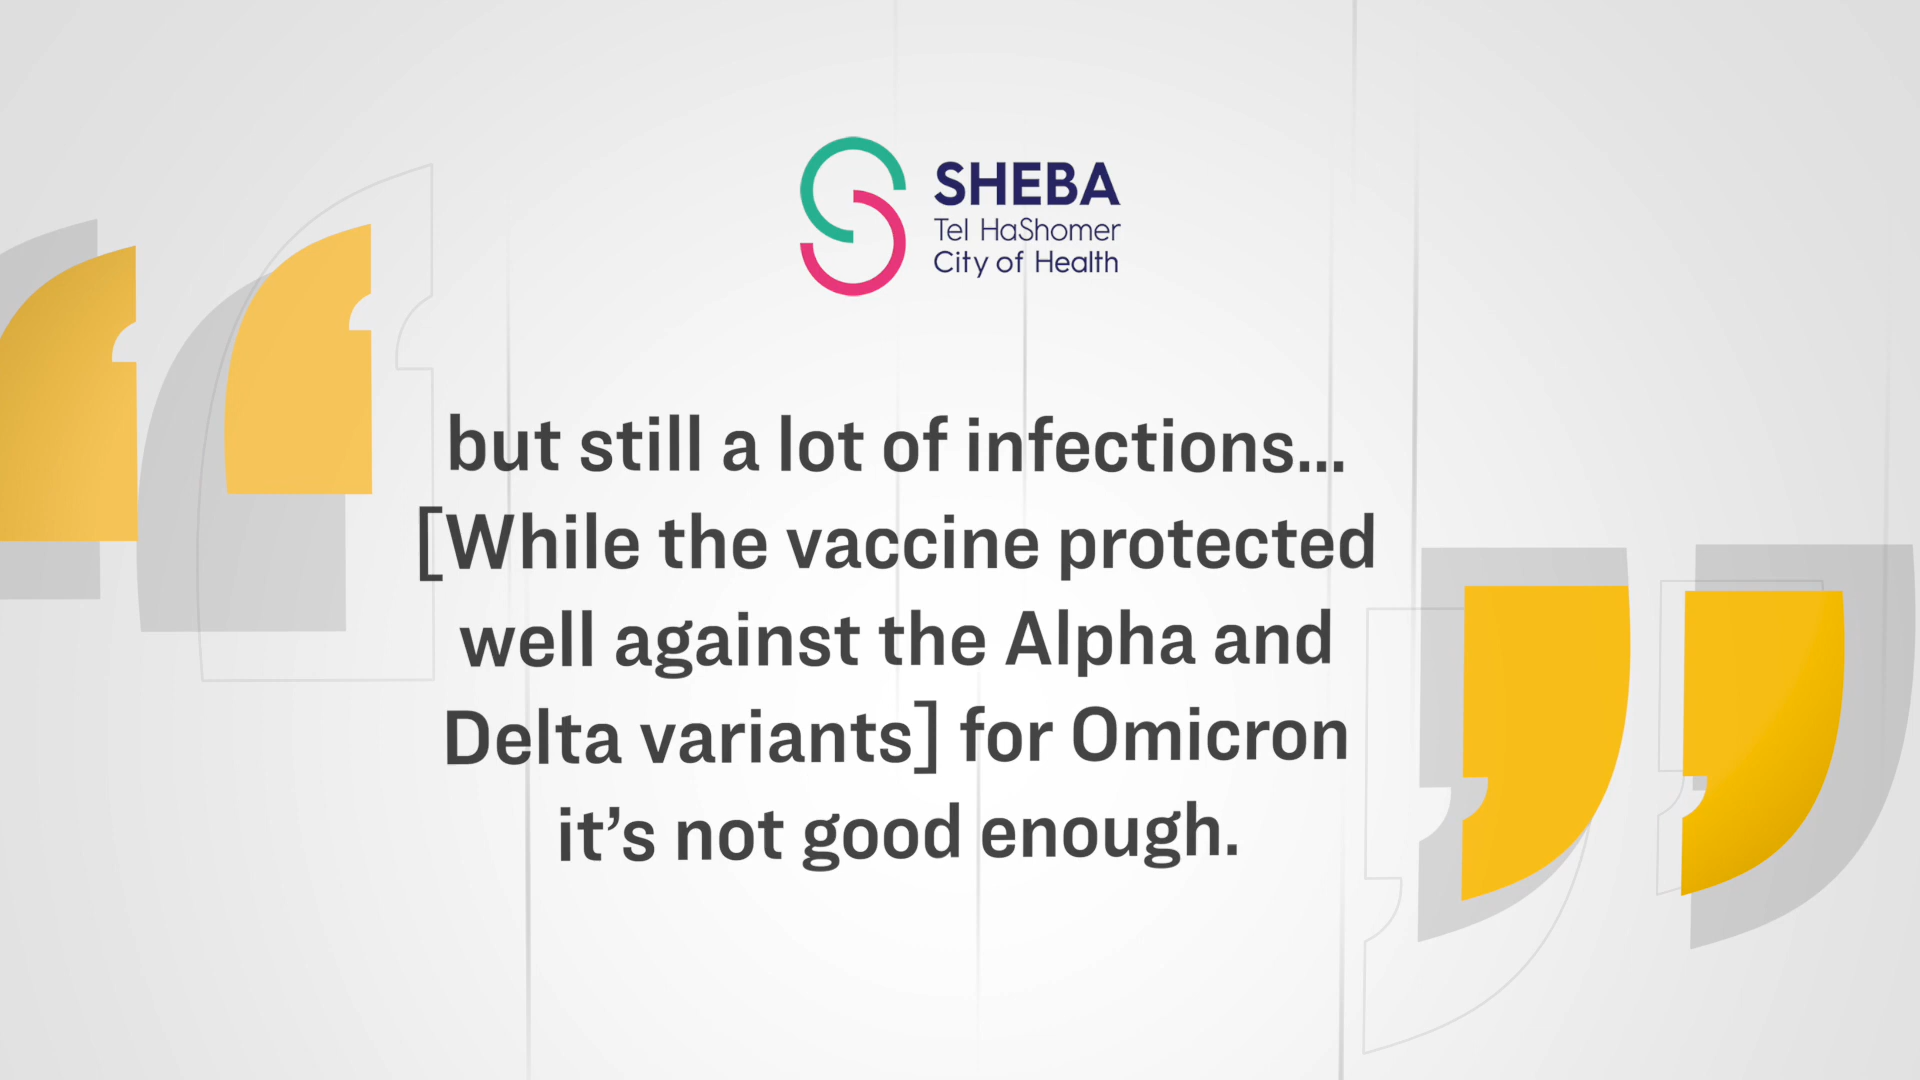 SHEBA
Tel HaShomer
City of Health
but still a lot of infections...
[While the vaccine protected
well against the Alpha and
Delta variants] for Omicron
it’s not good enough.